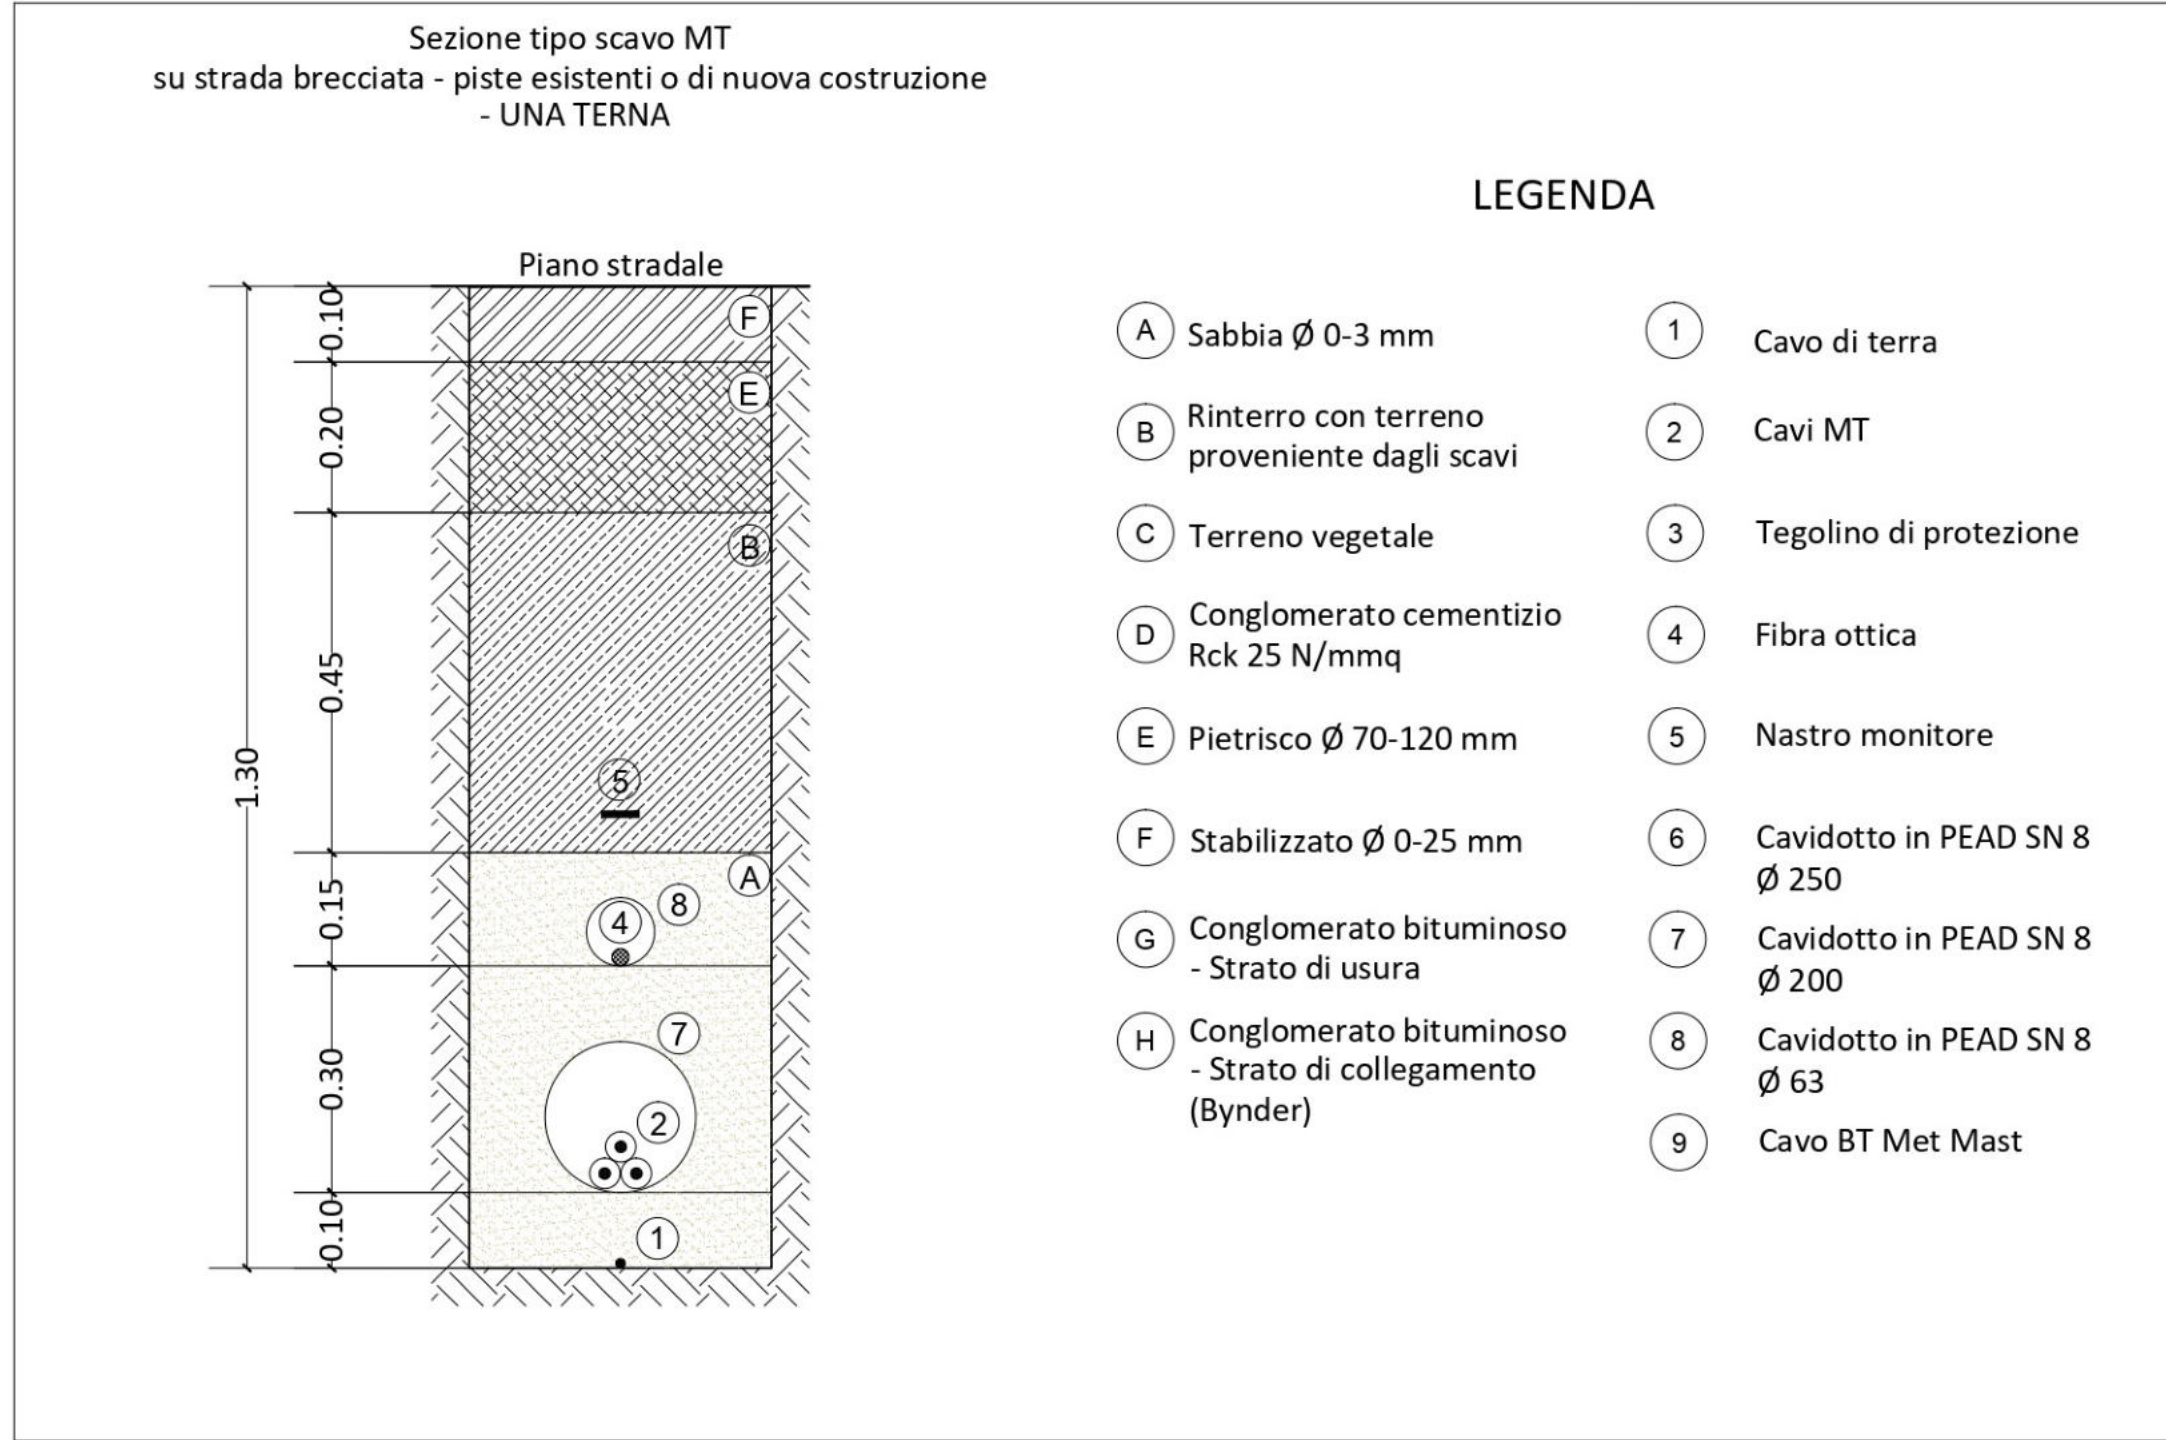 Sezione tipo scavo MT
su strada brecciata - piste esistenti o di nuova costruzione
- UNA TERNA
Piano stradale
0.10
0.20
0.45
0.15
0.30
0.10
1.30
F
E
B
5
A
8
4
7
2
1
LEGENDA
A Sabbia Ø 0-3 mm
B Rinterro con terreno
proveniente dagli scavi
C Terreno vegetale
D Conglomerato cementizio
Rck 25 N/mmq
E Pietrisco Ø 70-120 mm
F Stabilizzato Ø 0-25 mm
G Conglomerato bituminoso
- Strato di usura
H Conglomerato bituminoso
- Strato di collegamento
(Bynder)
1 Cavo di terra
2 Cavi MT
3 Tegolino di protezione
4 Fibra ottica
5 Nastro monitore
6 Cavidotto in PEAD SN 8
Ø 250
7 Cavidotto in PEAD SN 8
Ø 200
8 Cavidotto in PEAD SN 8
Ø 63
9 Cavo BT Met Mast